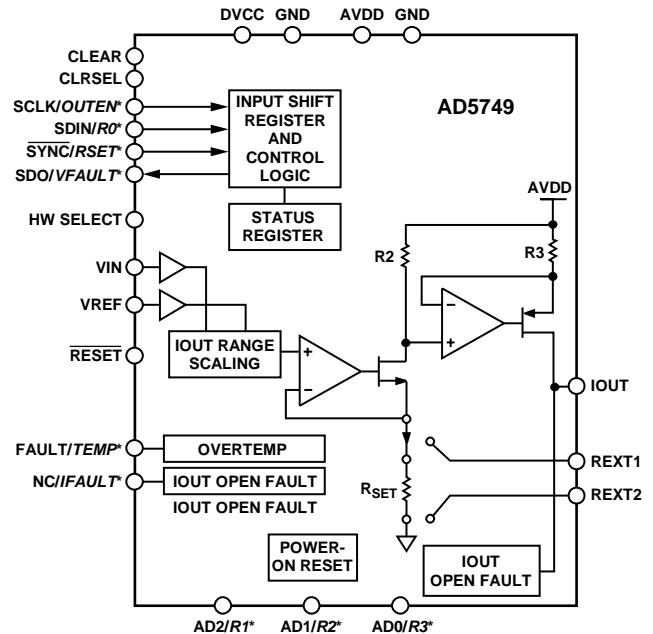 DVCC GND AVDD GND
CLEAR
CLRSEL
SCLK/OUTEN*
SDIN/R0*
SYNC/RSET*
SDO/VFAULT*
HW SELECT
VIN
VREF
RESET
FAULT/TEMP*
NC/IFAULT*
INPUT SHIFT
REGISTER
AND
CONTROL
LOGIC
STATUS
REGISTER
AD5749
AVDD
R2
R3
IOUT RANGE
SCALING
+
−
−
+
IOUT
REXT1
REXT2
OVERTEMP
IOUT OPEN FAULT
IOUT OPEN FAULT
RSET
POWER-
ON RESET
IOUT
OPEN FAULT
AD2/R1* AD1/R2* AD0/R3*